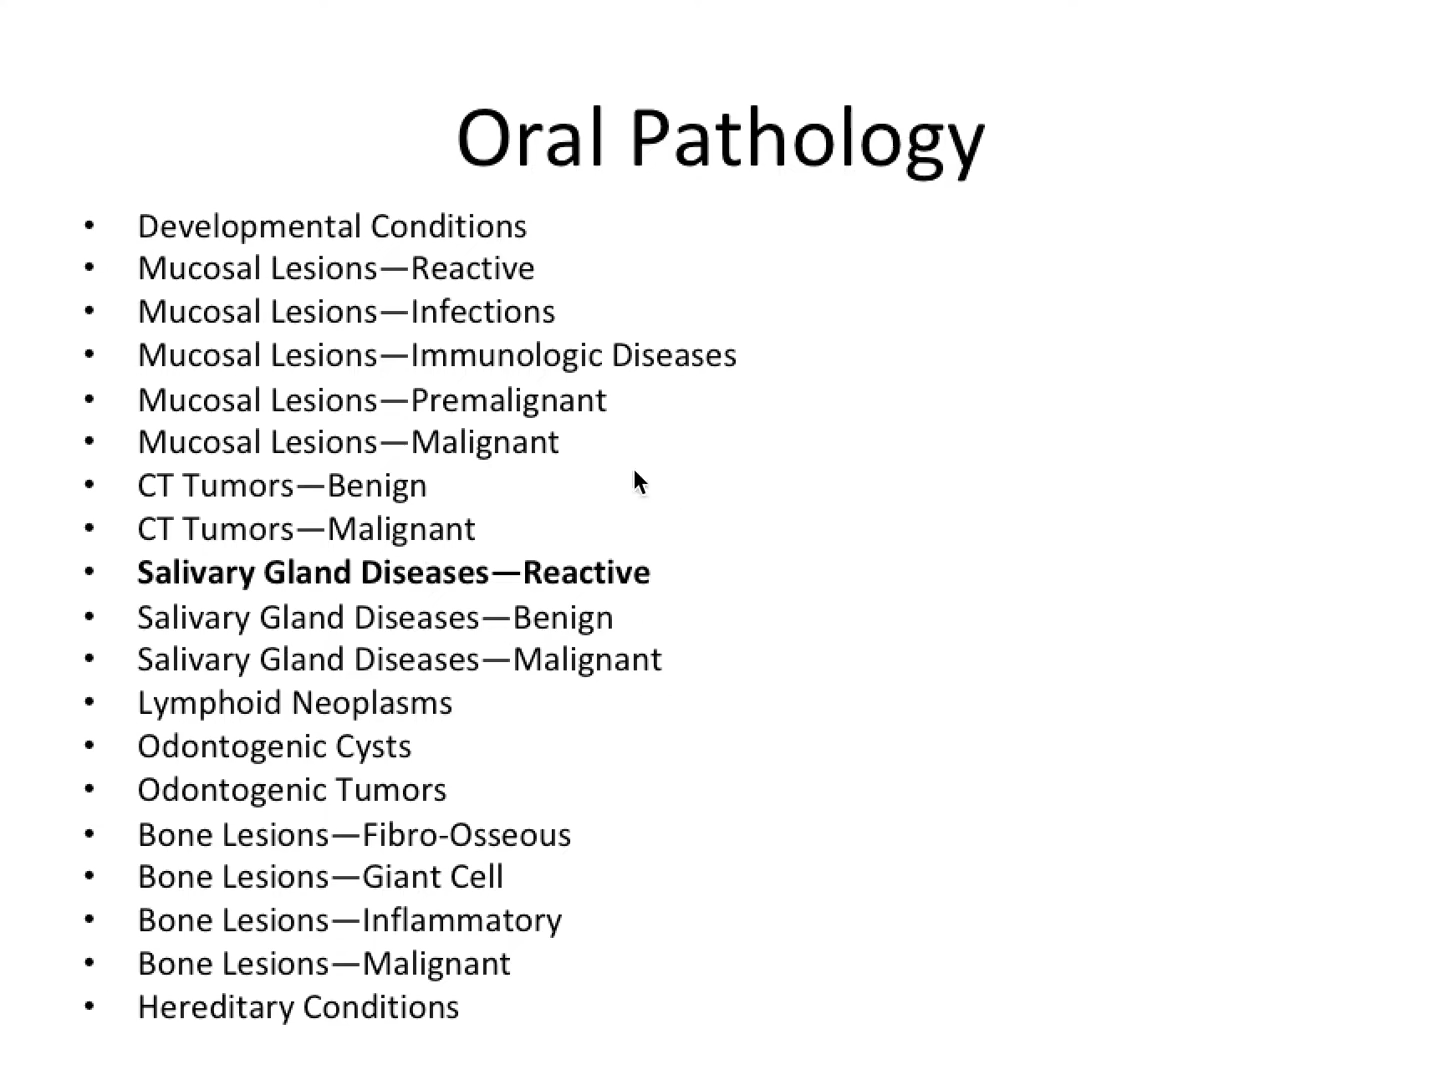 Oral Pathology
• Developmental Conditions
• Mucosal Lesions—Reactive
• Mucosal Lesions—Infections
• Mucosal Lesions—Immunologic Diseases
• Mucosal Lesions—Premalignant
• Mucosal Lesions—Malignant
• CT Tumors—Benign
• CT Tumors—Malignant
• Salivary Gland Diseases—Reactive
• Salivary Gland Diseases—Benign
• Salivary Gland Diseases—Malignant
• Lymphoid Neoplasms
• Odontogenic Cysts
• Odontogenic Tumors
• Bone Lesions—Fibro-Osseous
• Bone Lesions—Giant Cell
• Bone Lesions—Inflammatory
• Bone Lesions—Malignant
• Hereditary Conditions